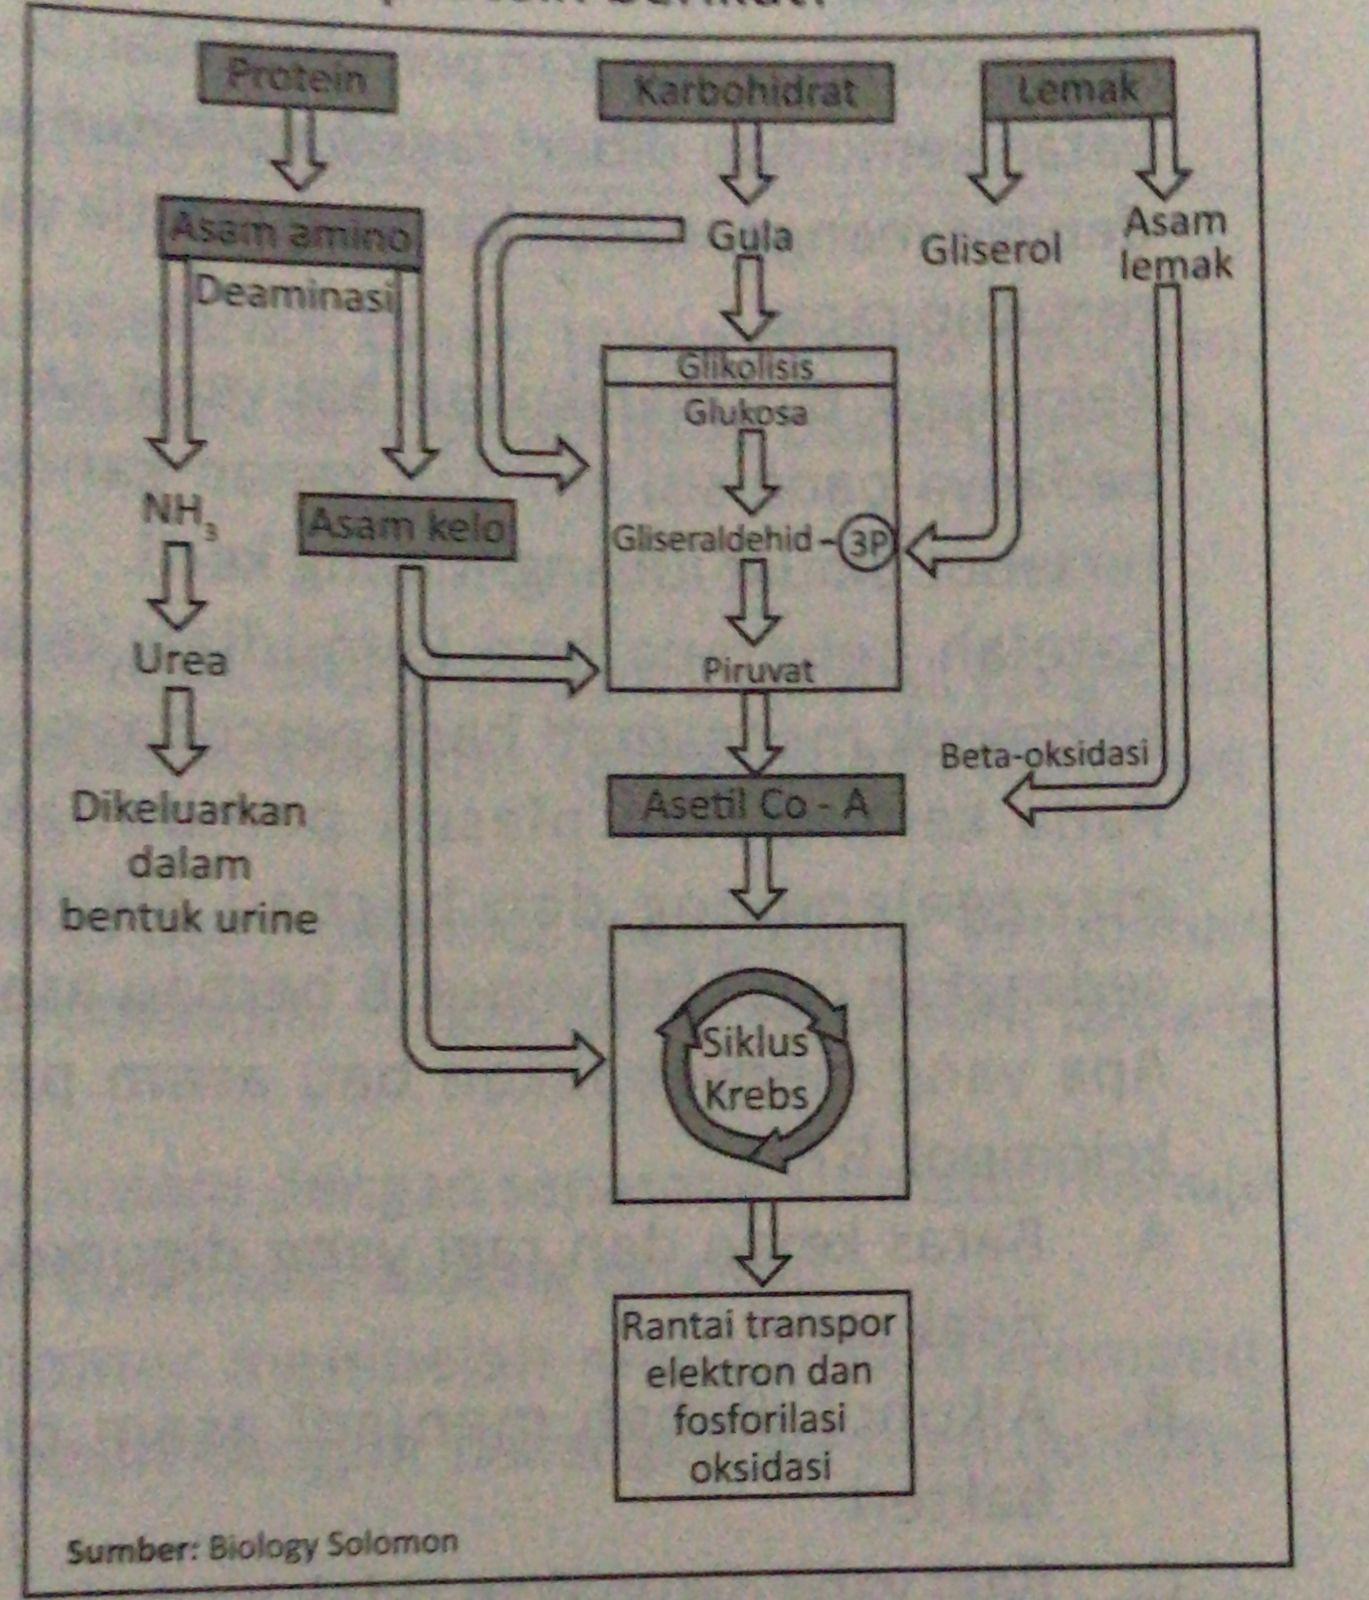 Protein
Karbohidrat
Lemak
Asam amino
Deaminasi
Gula
Gliserol
Asam
lemak
Glikolisis
Glukosa
NH₃
Asam kelo
Gliseraldehid - 3P
Urea
Piruvat
Beta-oksidasi
Asetil Co - A
Dikeluarkan
dalam
bentuk urine
Siklus
Krebs
Rantai transpor
elektron dan
fosforilasi
oksidasi
Sumber: Biology Solomon